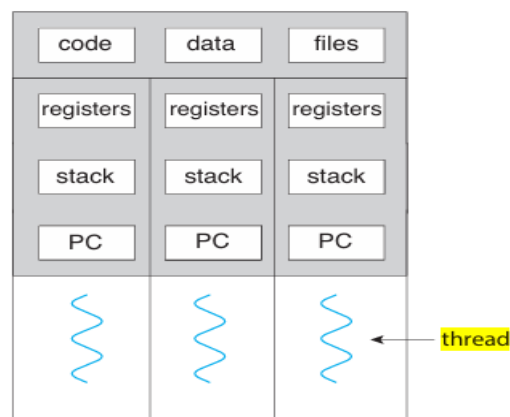 code data files
registers registers registers
stack stack stack
PC PC PC
thread